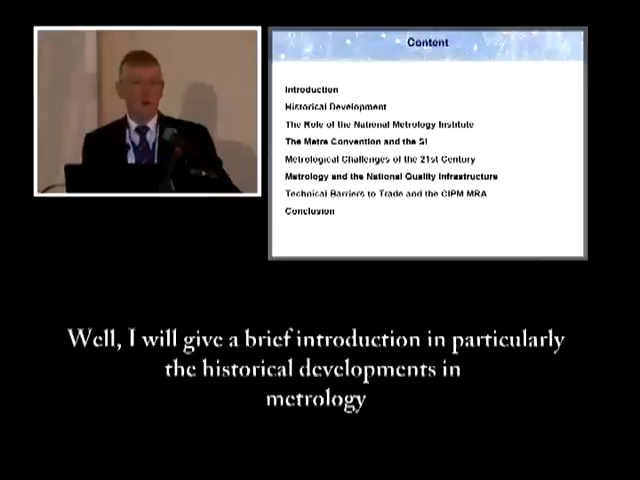 Content
Introduction
Historical Development
The Role of the National Metrology Institute
The Metre Convention and the SI
Metrological Challenges of the 21st Century
Metrology and the National Quality Infrastructure
Technical Barriers to Trade and the CIPM MRA
Conclusion
Well, I will give a brief introduction in particularly
the historical developments in
metrology